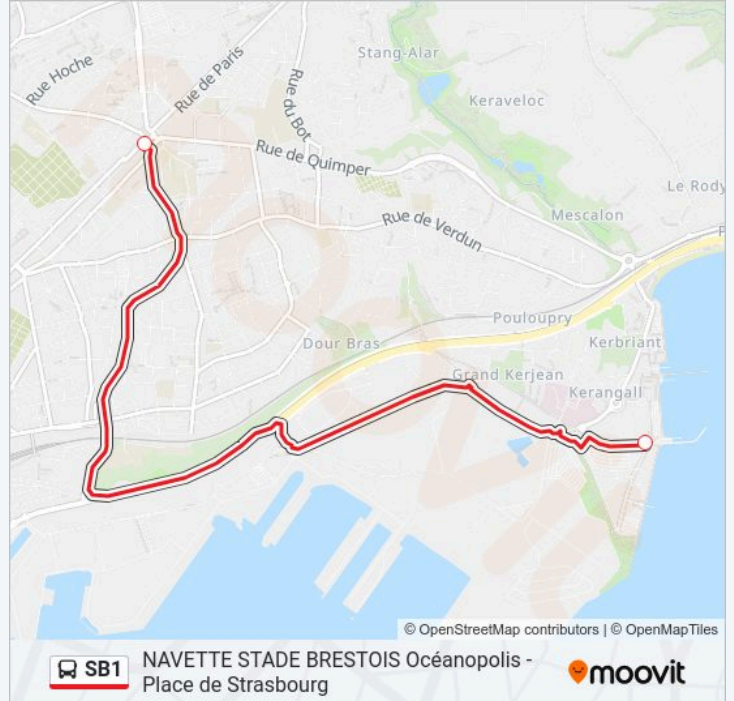 Stang-Alar
Rue Hoche
Rue de Paris
Rue du Bot
Keraveloc
Rue de Quimper
Le Rody
Mescalon
Rue de Verdun
Pouloupry
Dour Bras
Kerbriant
Grand Kerjean
Kerangall
© OpenStreetMap contributors | © OpenMapTiles
SB1
NAVETTE STADE BRESTOIS Océanopolis -
Place de Strasbourg
moovit